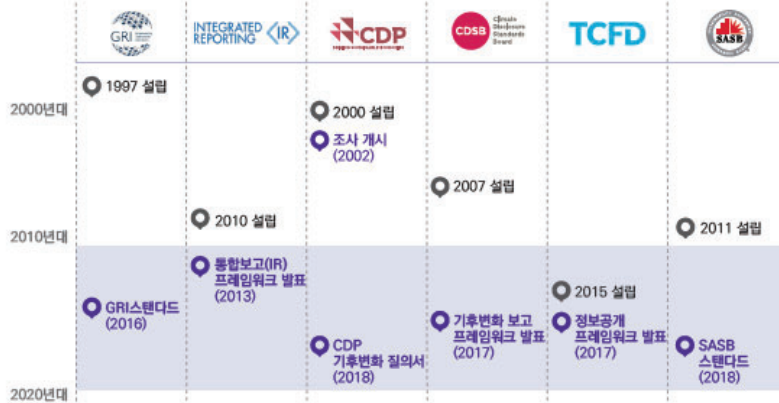 GRI
INTEGRATED
REPORTING
<IR>
CDP
CDSB
Climate
Disclosure
Standards
Board
TCFD
SASB
1997 설립
2000년대
2000 설립
조사 개시
(2002)
2007 설립
2010 설립
2011 설립
2010년대
통합보고(IR)
프레임워크 발표
(2013)
GRI스탠다드
(2016)
2015 설립
CDP
기후변화 질의서
(2018)
기후변화 보고
프레임워크 발표
(2017)
정보공개
프레임워크 발표
(2017)
SASB
스탠다드
(2018)
2020년대